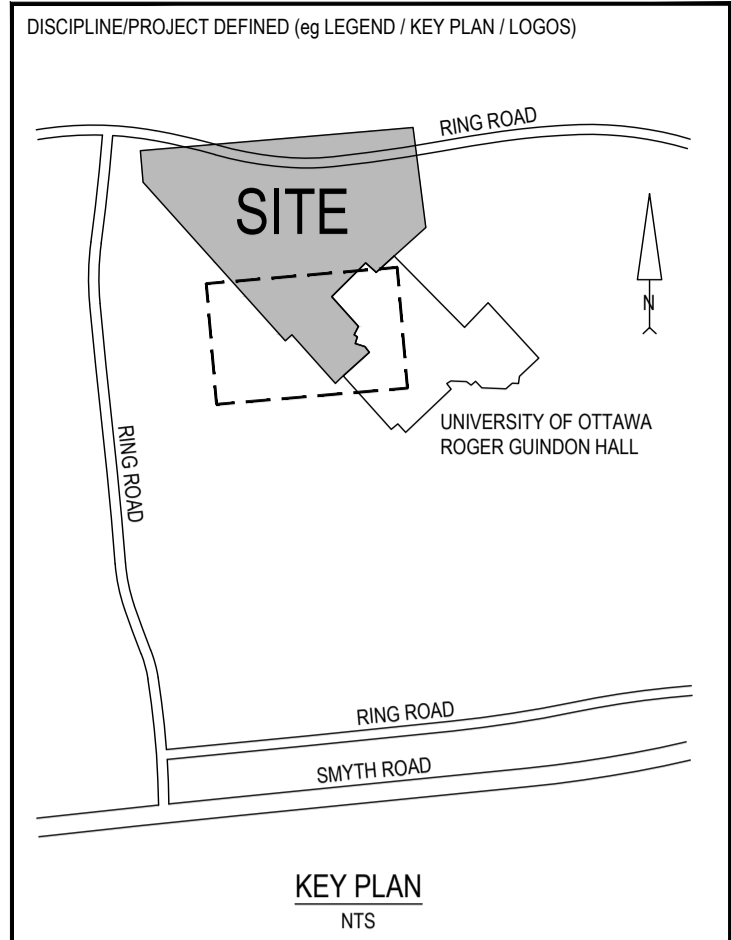 DISCIPLINE/PROJECT DEFINED (eg LEGEND / KEY PLAN / LOGOS)
RING ROAD
SITE
N
UNIVERSITY OF OTTAWA
ROGER GUINDON HALL
RING ROAD
RING ROAD
SMYTH ROAD
KEY PLAN
NTS